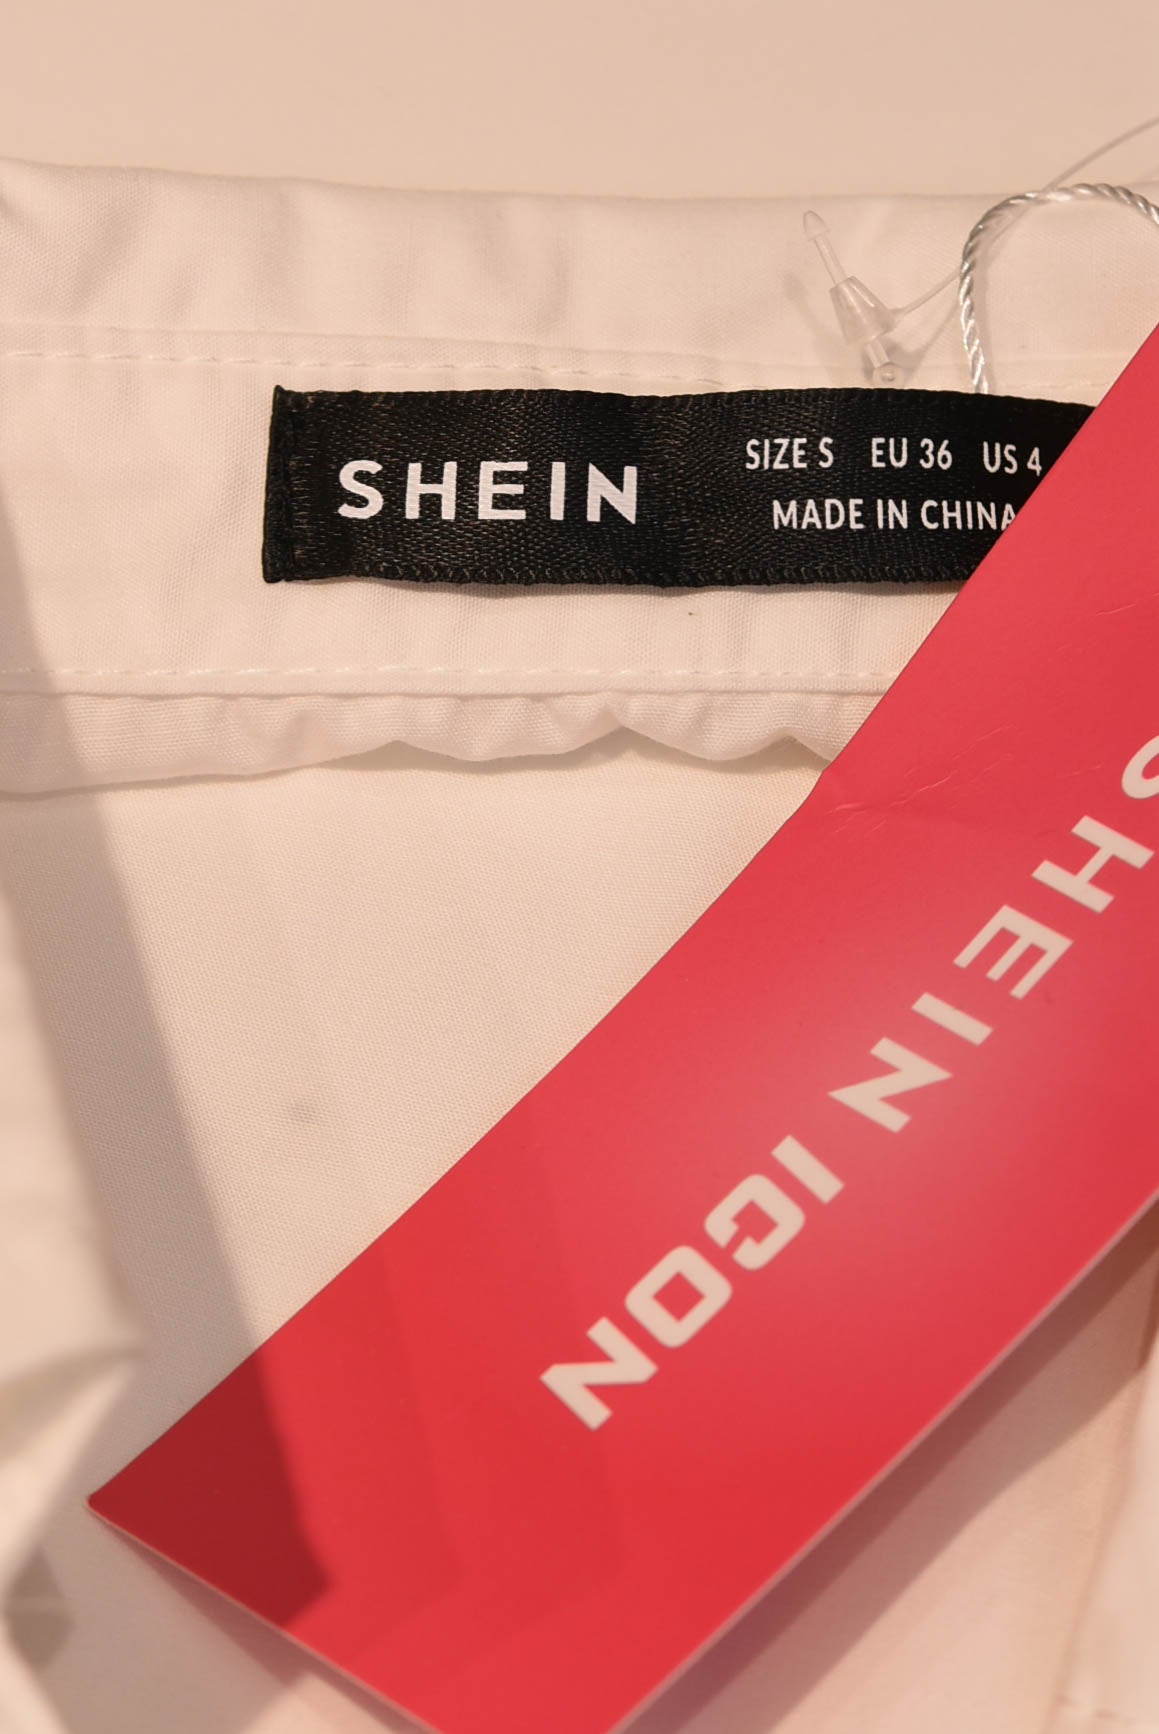 SHEIN
SIZE S EU 36 US 4
MADE IN CHINA
SHEIN ICON